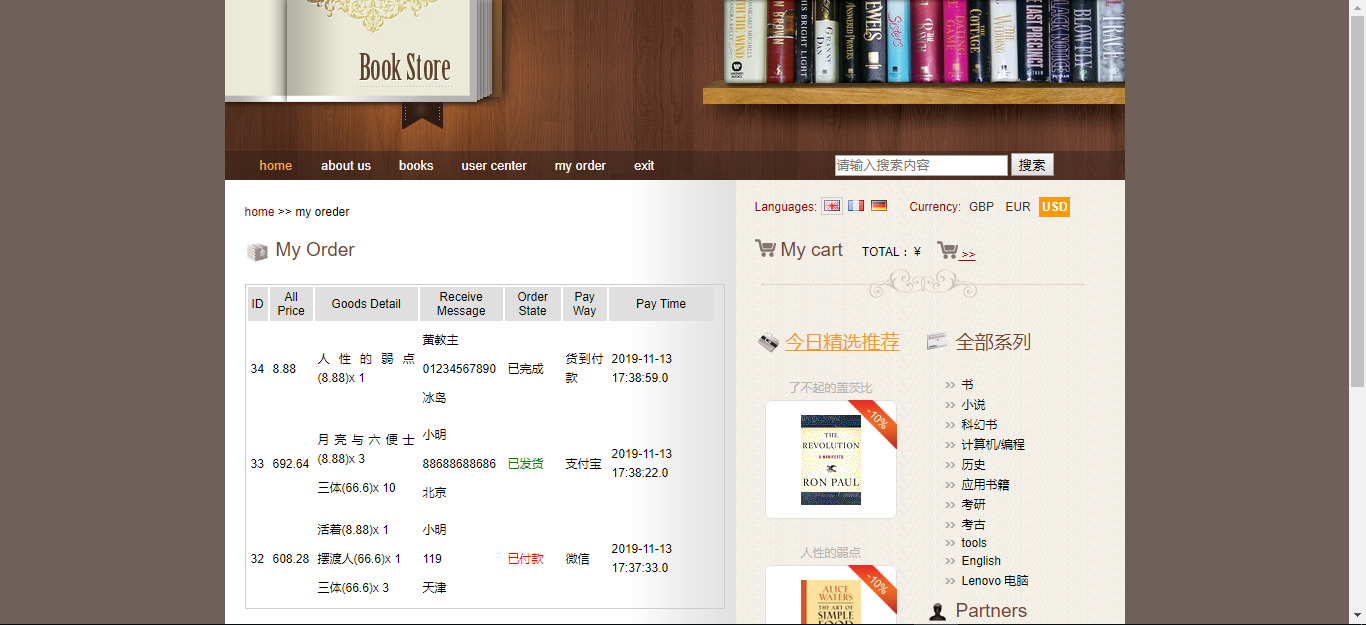 Book Store
home about us books user center my order exit
请输入搜索内容 搜索
home >> my oreder
My Order
ID All Price Goods Detail Receive Message Order State Pay Way Pay Time
34 8.88 人性的弱点(8.88)x 1 黄教主 01234567890 冰岛 已完成 货到付款 2019-11-13 17:38:59.0
33 692.64 月亮与六便士(8.88)x 3 三体(66.6)x 10 小明 88688688686 北京 已发货 支付宝 2019-11-13 17:38:22.0
32 608.28 活着(8.88)x 1 摆渡人(66.6)x 1 三体(66.6)x 3 小明 119 天津 已付款 微信 2019-11-13 17:37:33.0
Languages: Currency: GBP EUR USD
My cart TOTAL：¥ >>
今日精选推荐
了不起的盖茨比
-10%
THE
REVOLUTION
A MANIFESTO
RON PAUL
人性的弱点
-10%
ALICE
WATERS
THE ART OF
SIMPLE
FOOD
全部系列
书
小说
科幻书
计算机/编程
历史
应用书籍
考研
考古
tools
English
Lenovo 电脑
Partners